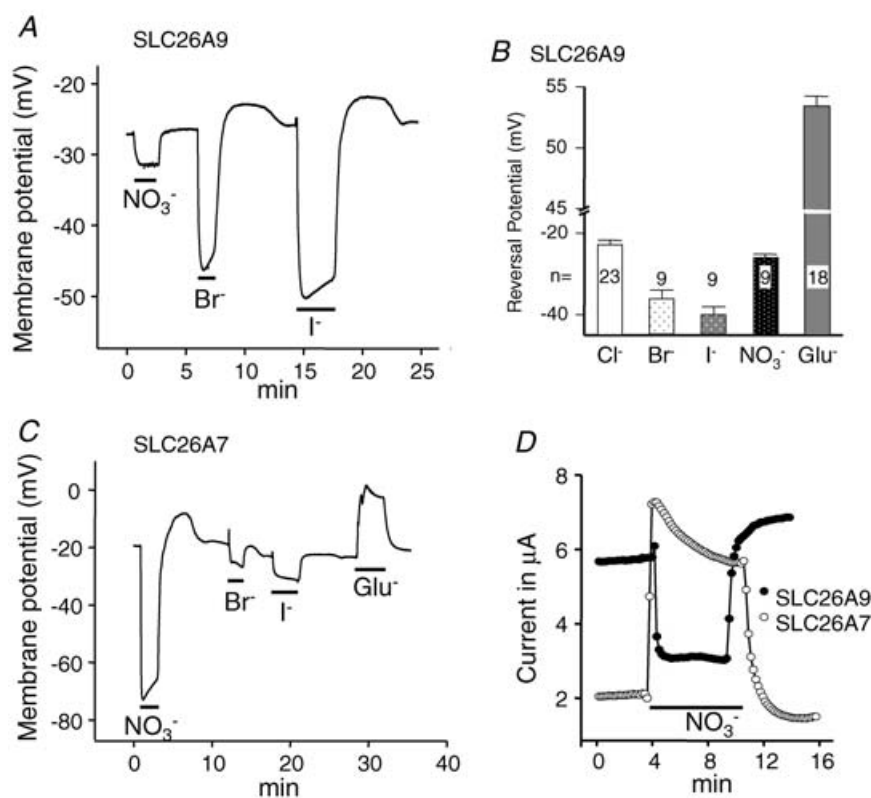 A
SLC26A9
Membrane potential (mV)
-20
-30
-40
-50
NO₃⁻
Br⁻
I⁻
0 5 10 15 20 25
min
B SLC26A9
Reversal Potential (mV)
55
45
-20
-40
n= 23 9 9 9 18
Cl⁻ Br⁻ I⁻ NO₃⁻ Glu⁻
C
SLC26A7
Membrane potential (mV)
0
-20
-40
-60
-80
NO₃⁻
Br⁻
I⁻
Glu⁻
0 10 20 30 40
min
D
Current in µA
8
6
4
2
SLC26A9
SLC26A7
NO₃⁻
0 4 8 12 16
min